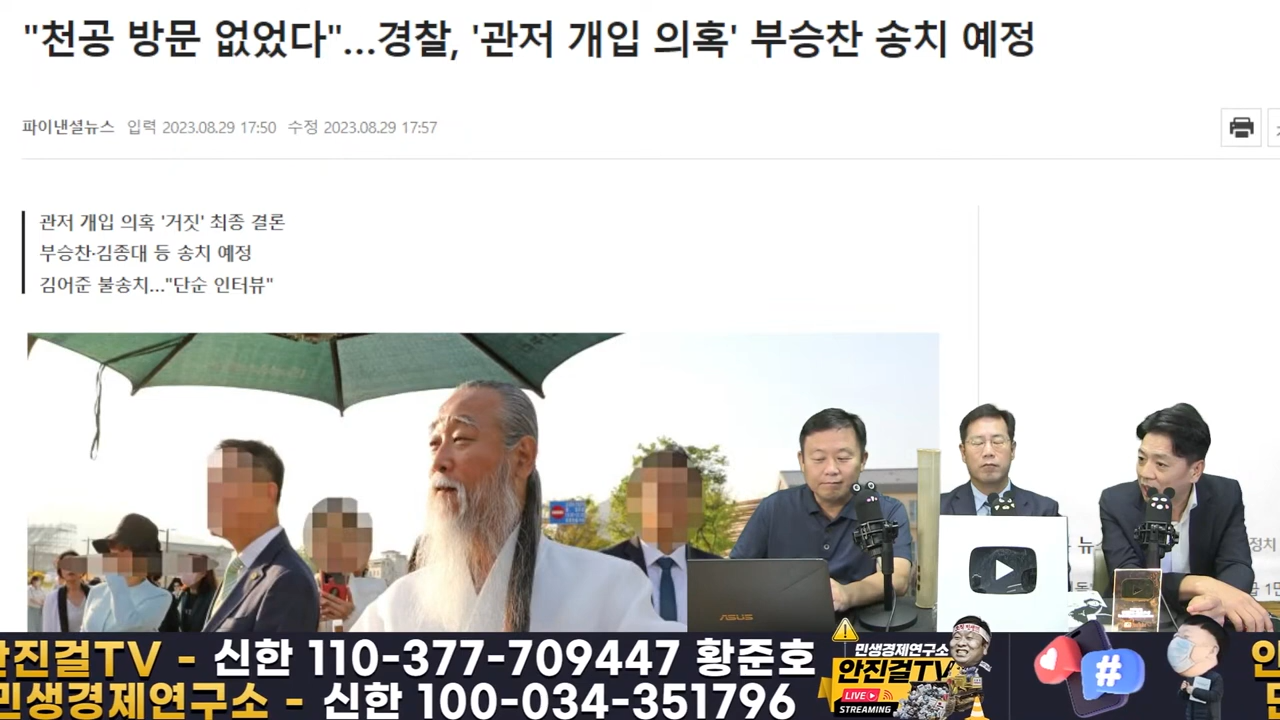 "천공 방문 없었다"...경찰, '관저 개입 의혹' 부승찬 송치 예정
파이낸셜뉴스 입력 2023.08.29 17:50 수정 2023.08.29 17:57
관저 개입 의혹 '거짓' 최종 결론
부승찬·김종대 등 송치 예정
김어준 불송치..."단순 인터뷰"
ASUS
안진걸TV - 신한 110-377-709447 황준호
민생경제연구소 - 신한 100-034-351796
민생경제연구소
안진걸TV
LIVE
STREAMING
#